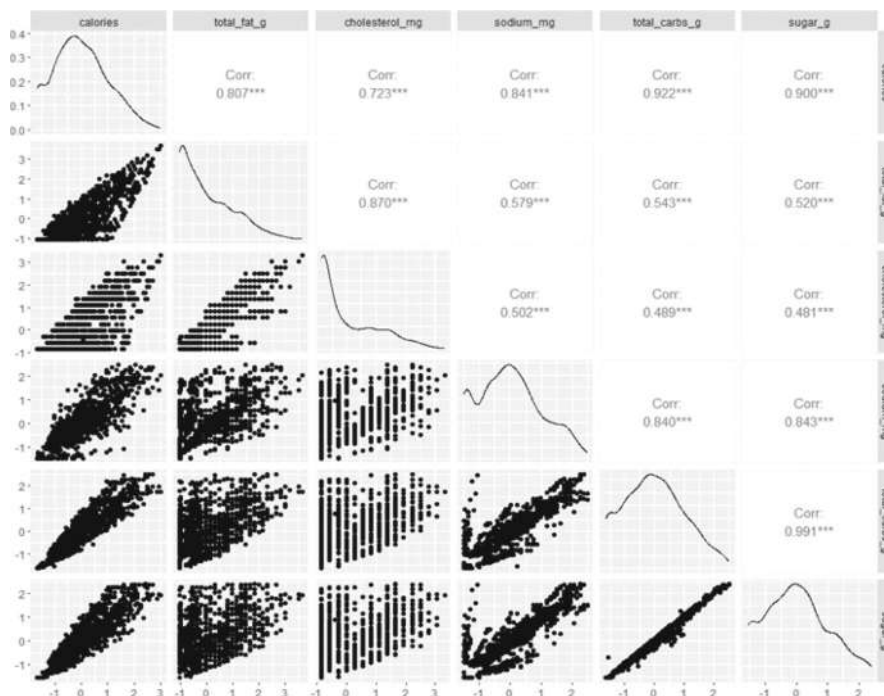 calories total_fat_g cholesterol_mg sodium_mg total_carbs_g sugar_g
0.4
0.3
0.2
0.1
0.0
Corr: Corr: Corr: Corr: Corr:
0.807*** 0.723*** 0.841*** 0.922*** 0.900***
3
2
1
0
-1
Corr: Corr: Corr: Corr:
0.870*** 0.579*** 0.543*** 0.520***
3
2
1
0
-1
Corr: Corr: Corr:
0.502*** 0.489*** 0.481***
2
1
0
-1
Corr: Corr:
0.840*** 0.843***
2
1
0
-1
Corr:
0.991***
2
1
0
-1
-1 0 1 2 3 -1 0 1 2 3 -1 0 1 2 3 -1 0 1 2 -1 0 1 2 -1 0 1 2